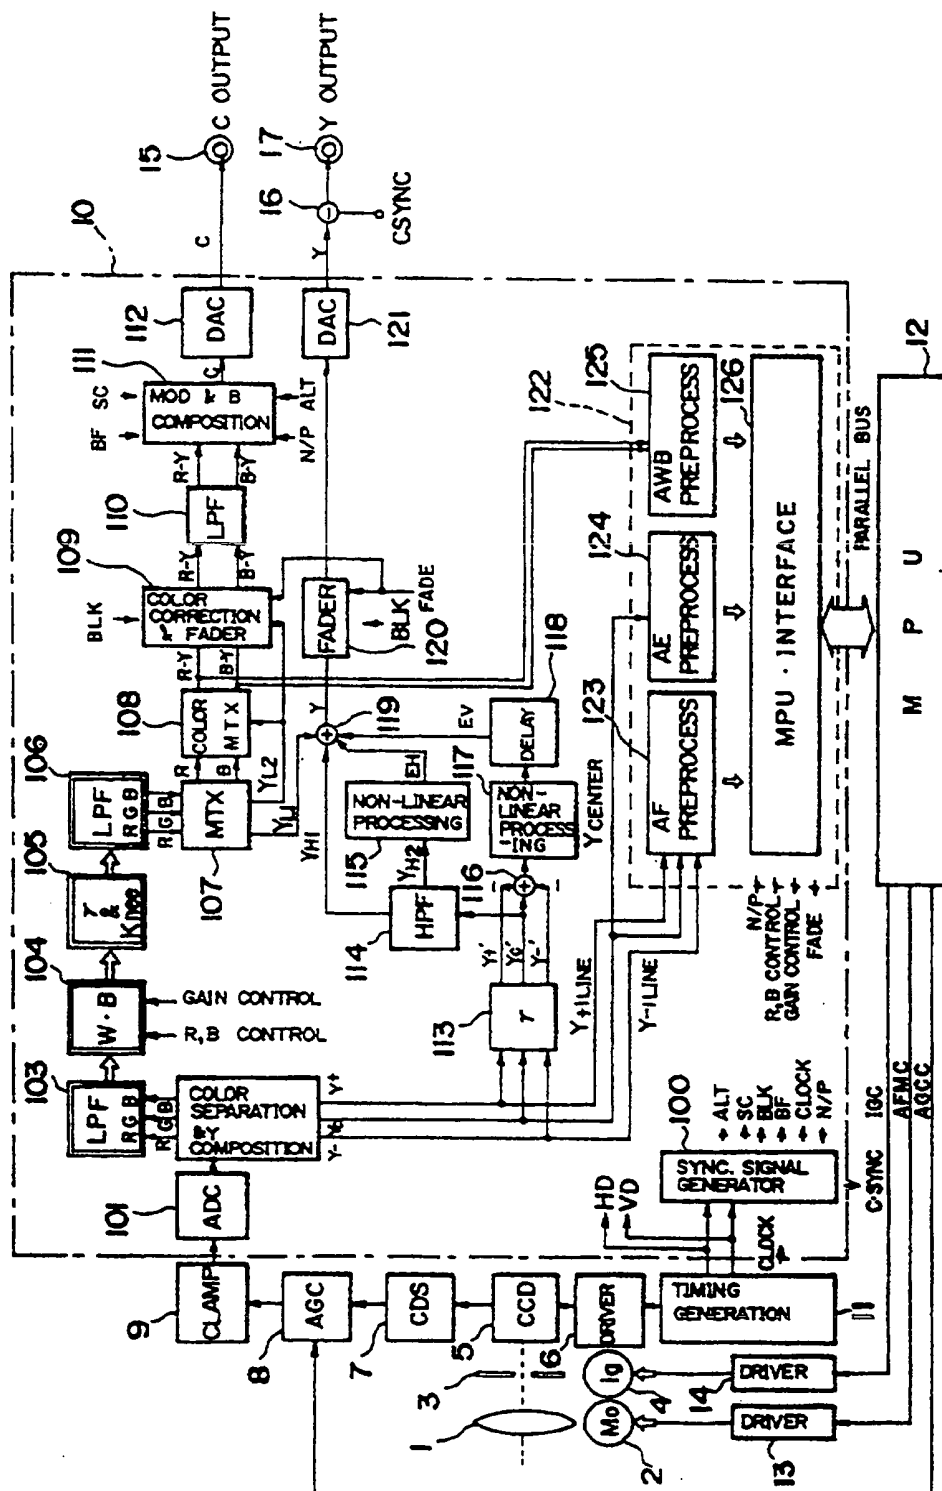 10
15
C OUTPUT
17
Y OUTPUT
16
CSYNC
C
Y
112
DAC
DAC
121
111
C
BF
SC
MOD & B
COMPOSITION
N/P
ALT
R-Y
B-Y
110
LPF
R-Y
B-Y
109
BLK
COLOR
CORRECTION
& FADER
FADER
BLK
FADE
120
R-Y
B-Y
108
COLOR
MTX
R
B
YL2
106
LPF
R G B
R G B
MTX
107
YL1
Y
119
YH1
EH
EV
118
DELAY
NON-LINEAR
PROCESSING
115
117
NON-
LINEAR
PROCESS
-ING
YH2
116
HPF
114
Y+'
YC'
Y-'
113
γ
105
γ
&
Knee
104
W·B
GAIN CONTROL
R,B CONTROL
103
LPF
R G B
R G B
COLOR
SEPARATION
&Y
COMPOSITION
Y+
Yc
Y-
101
ADC
YCENTER
Y+1LINE
Y-1LINE
122
125
AWB
PREPROCESS
124
AE
PREPROCESS
123
AF
PREPROCESS
126
MPU·INTERFACE
N/P
R,B CONTROL
GAIN CONTROL
FADE
PARALLEL BUS
12
M P U
100
SYNC. SIGNAL
GENERATOR
ALT
SC
BLK
BF
CLOCK
N/P
C·SYNC
IGC
AFMC
AGCC
HD
VD
CLOCK
9
CLAMP
8
AGC
7
CDS
5
CCD
6
DRIVER
TIMING
GENERATION
11
3
Ig
4
14
DRIVER
1
Mo
2
DRIVER
13